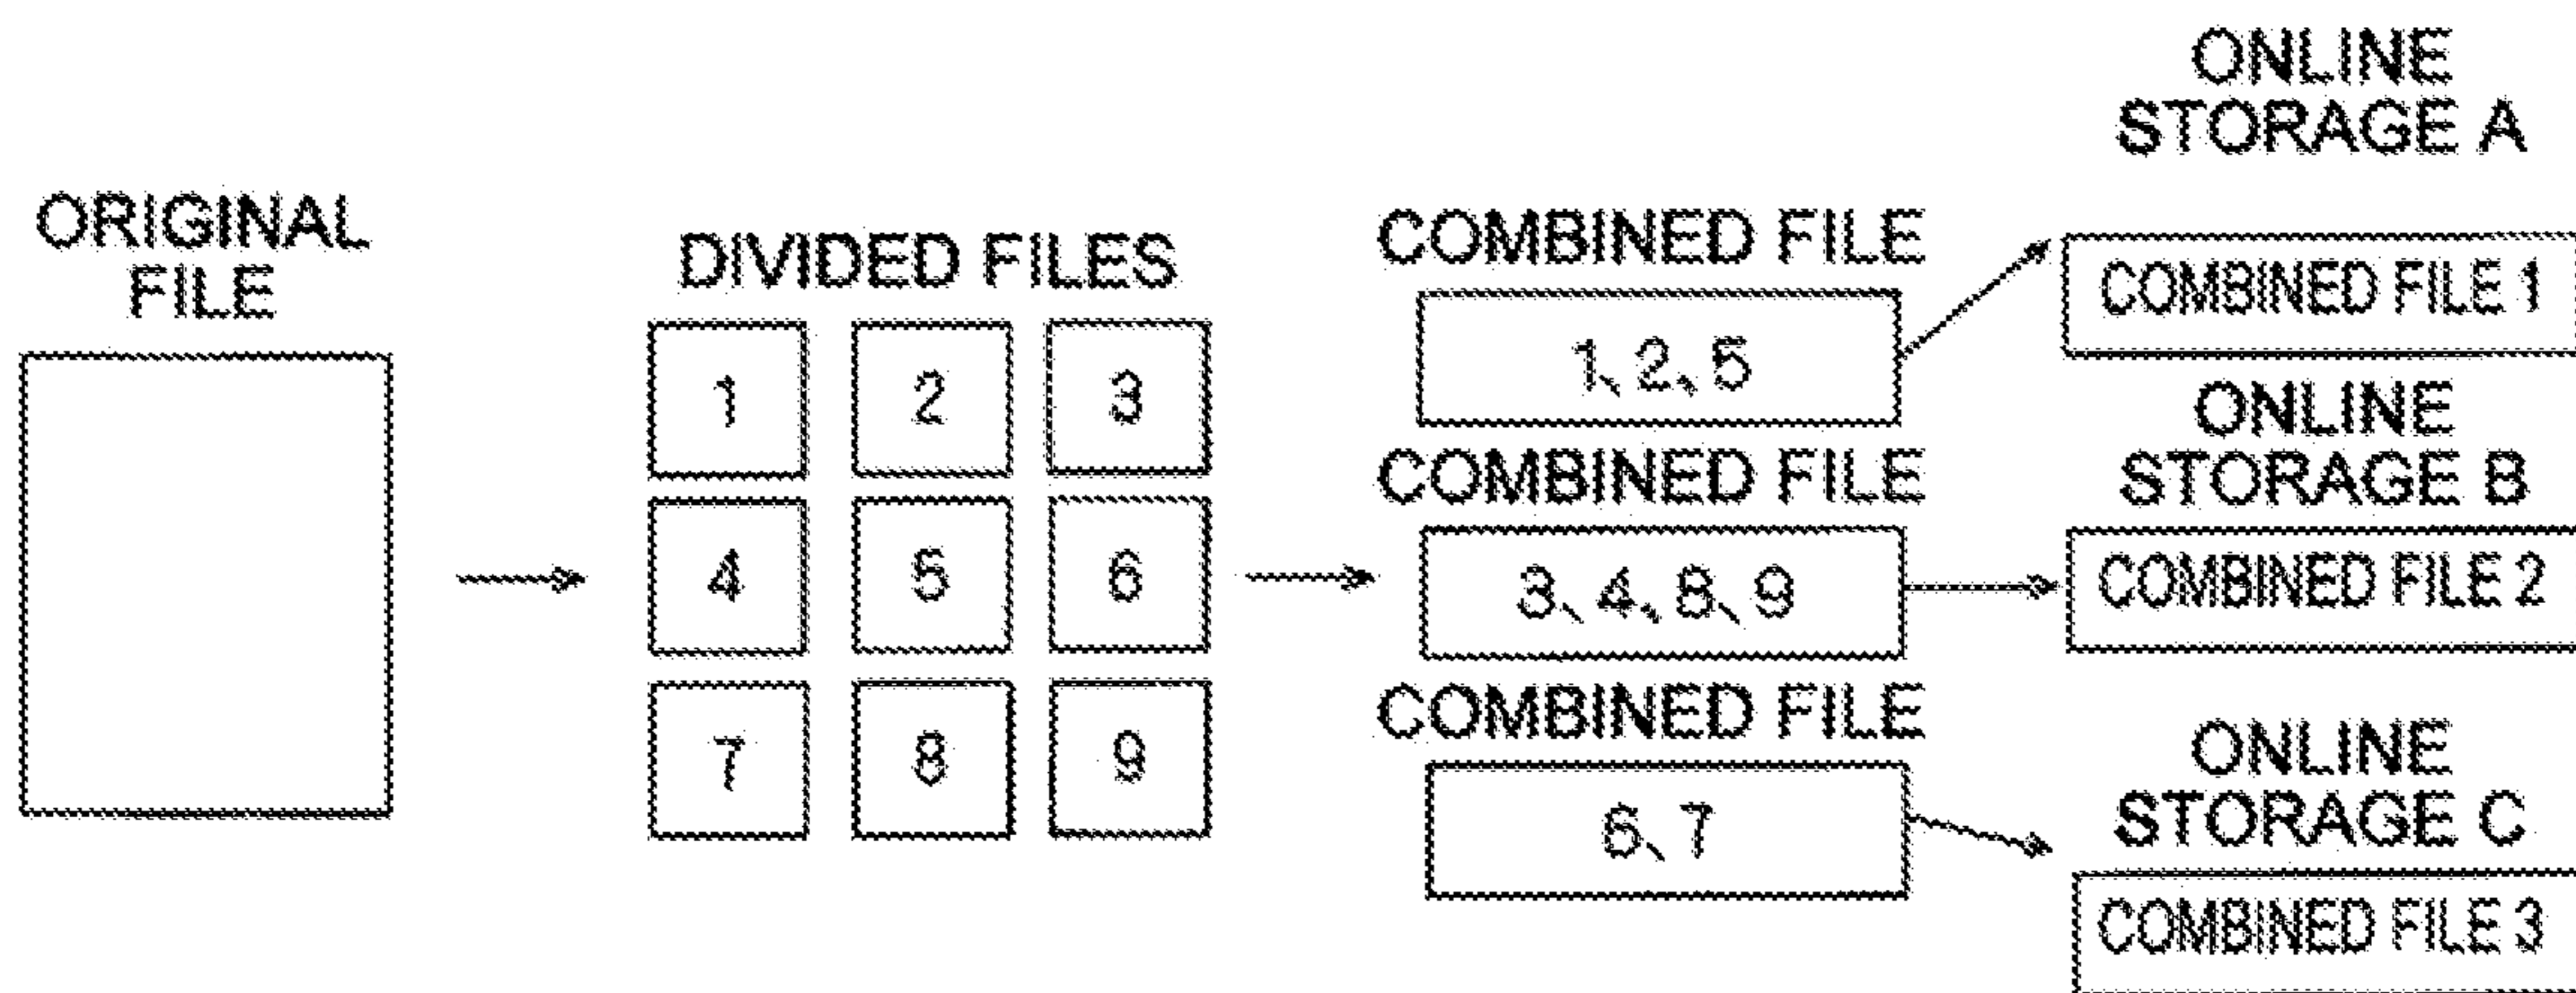 ORIGINAL
FILE
DIVIDED FILES
1
2
3
4
5
6
7
8
9
COMBINED FILE
1、2、5
COMBINED FILE
3、4、8、9
COMBINED FILE
6、7
ONLINE
STORAGE A
COMBINED FILE 1
ONLINE
STORAGE B
COMBINED FILE 2
ONLINE
STORAGE C
COMBINED FILE 3